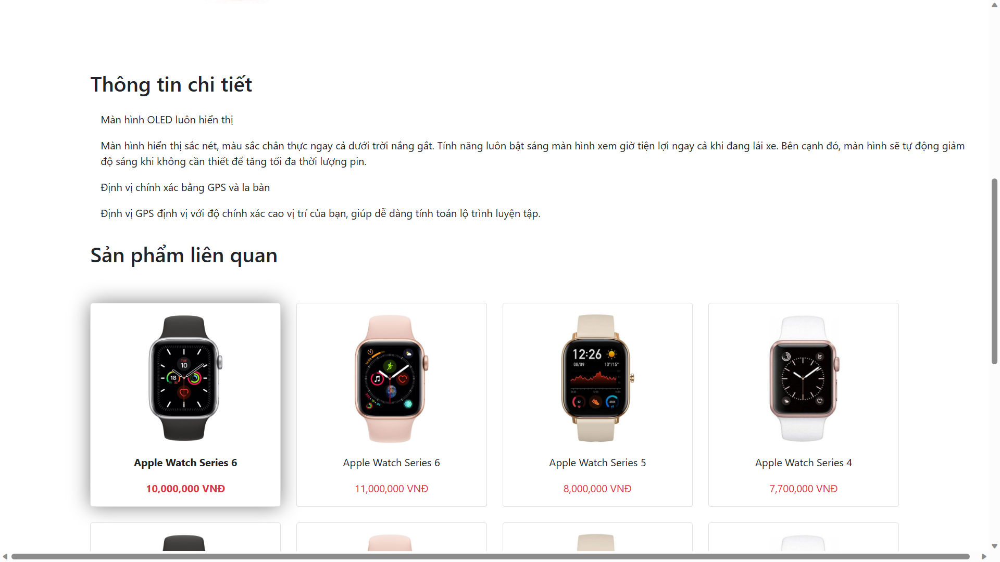 Thông tin chi tiết
Màn hình OLED luôn hiển thị
Màn hình hiển thị sắc nét, màu sắc chân thực ngay cả dưới trời nắng gắt. Tính năng luôn bật sáng màn hình xem giờ tiện lợi ngay cả khi đang lái xe. Bên cạnh đó, màn hình sẽ tự động giảm
độ sáng khi không cần thiết để tăng tối đa thời lượng pin.
Định vị chính xác bằng GPS và la bàn
Định vị GPS định vị với độ chính xác cao vị trí của bạn, giúp dễ dàng tính toán lộ trình luyện tập.
Sản phẩm liên quan
TUE
10
18
12:26
08/09
10°/15°
Apple Watch Series 6
Apple Watch Series 6
Apple Watch Series 5
Apple Watch Series 4
10,000,000 VNĐ
11,000,000 VNĐ
8,000,000 VNĐ
7,700,000 VNĐ